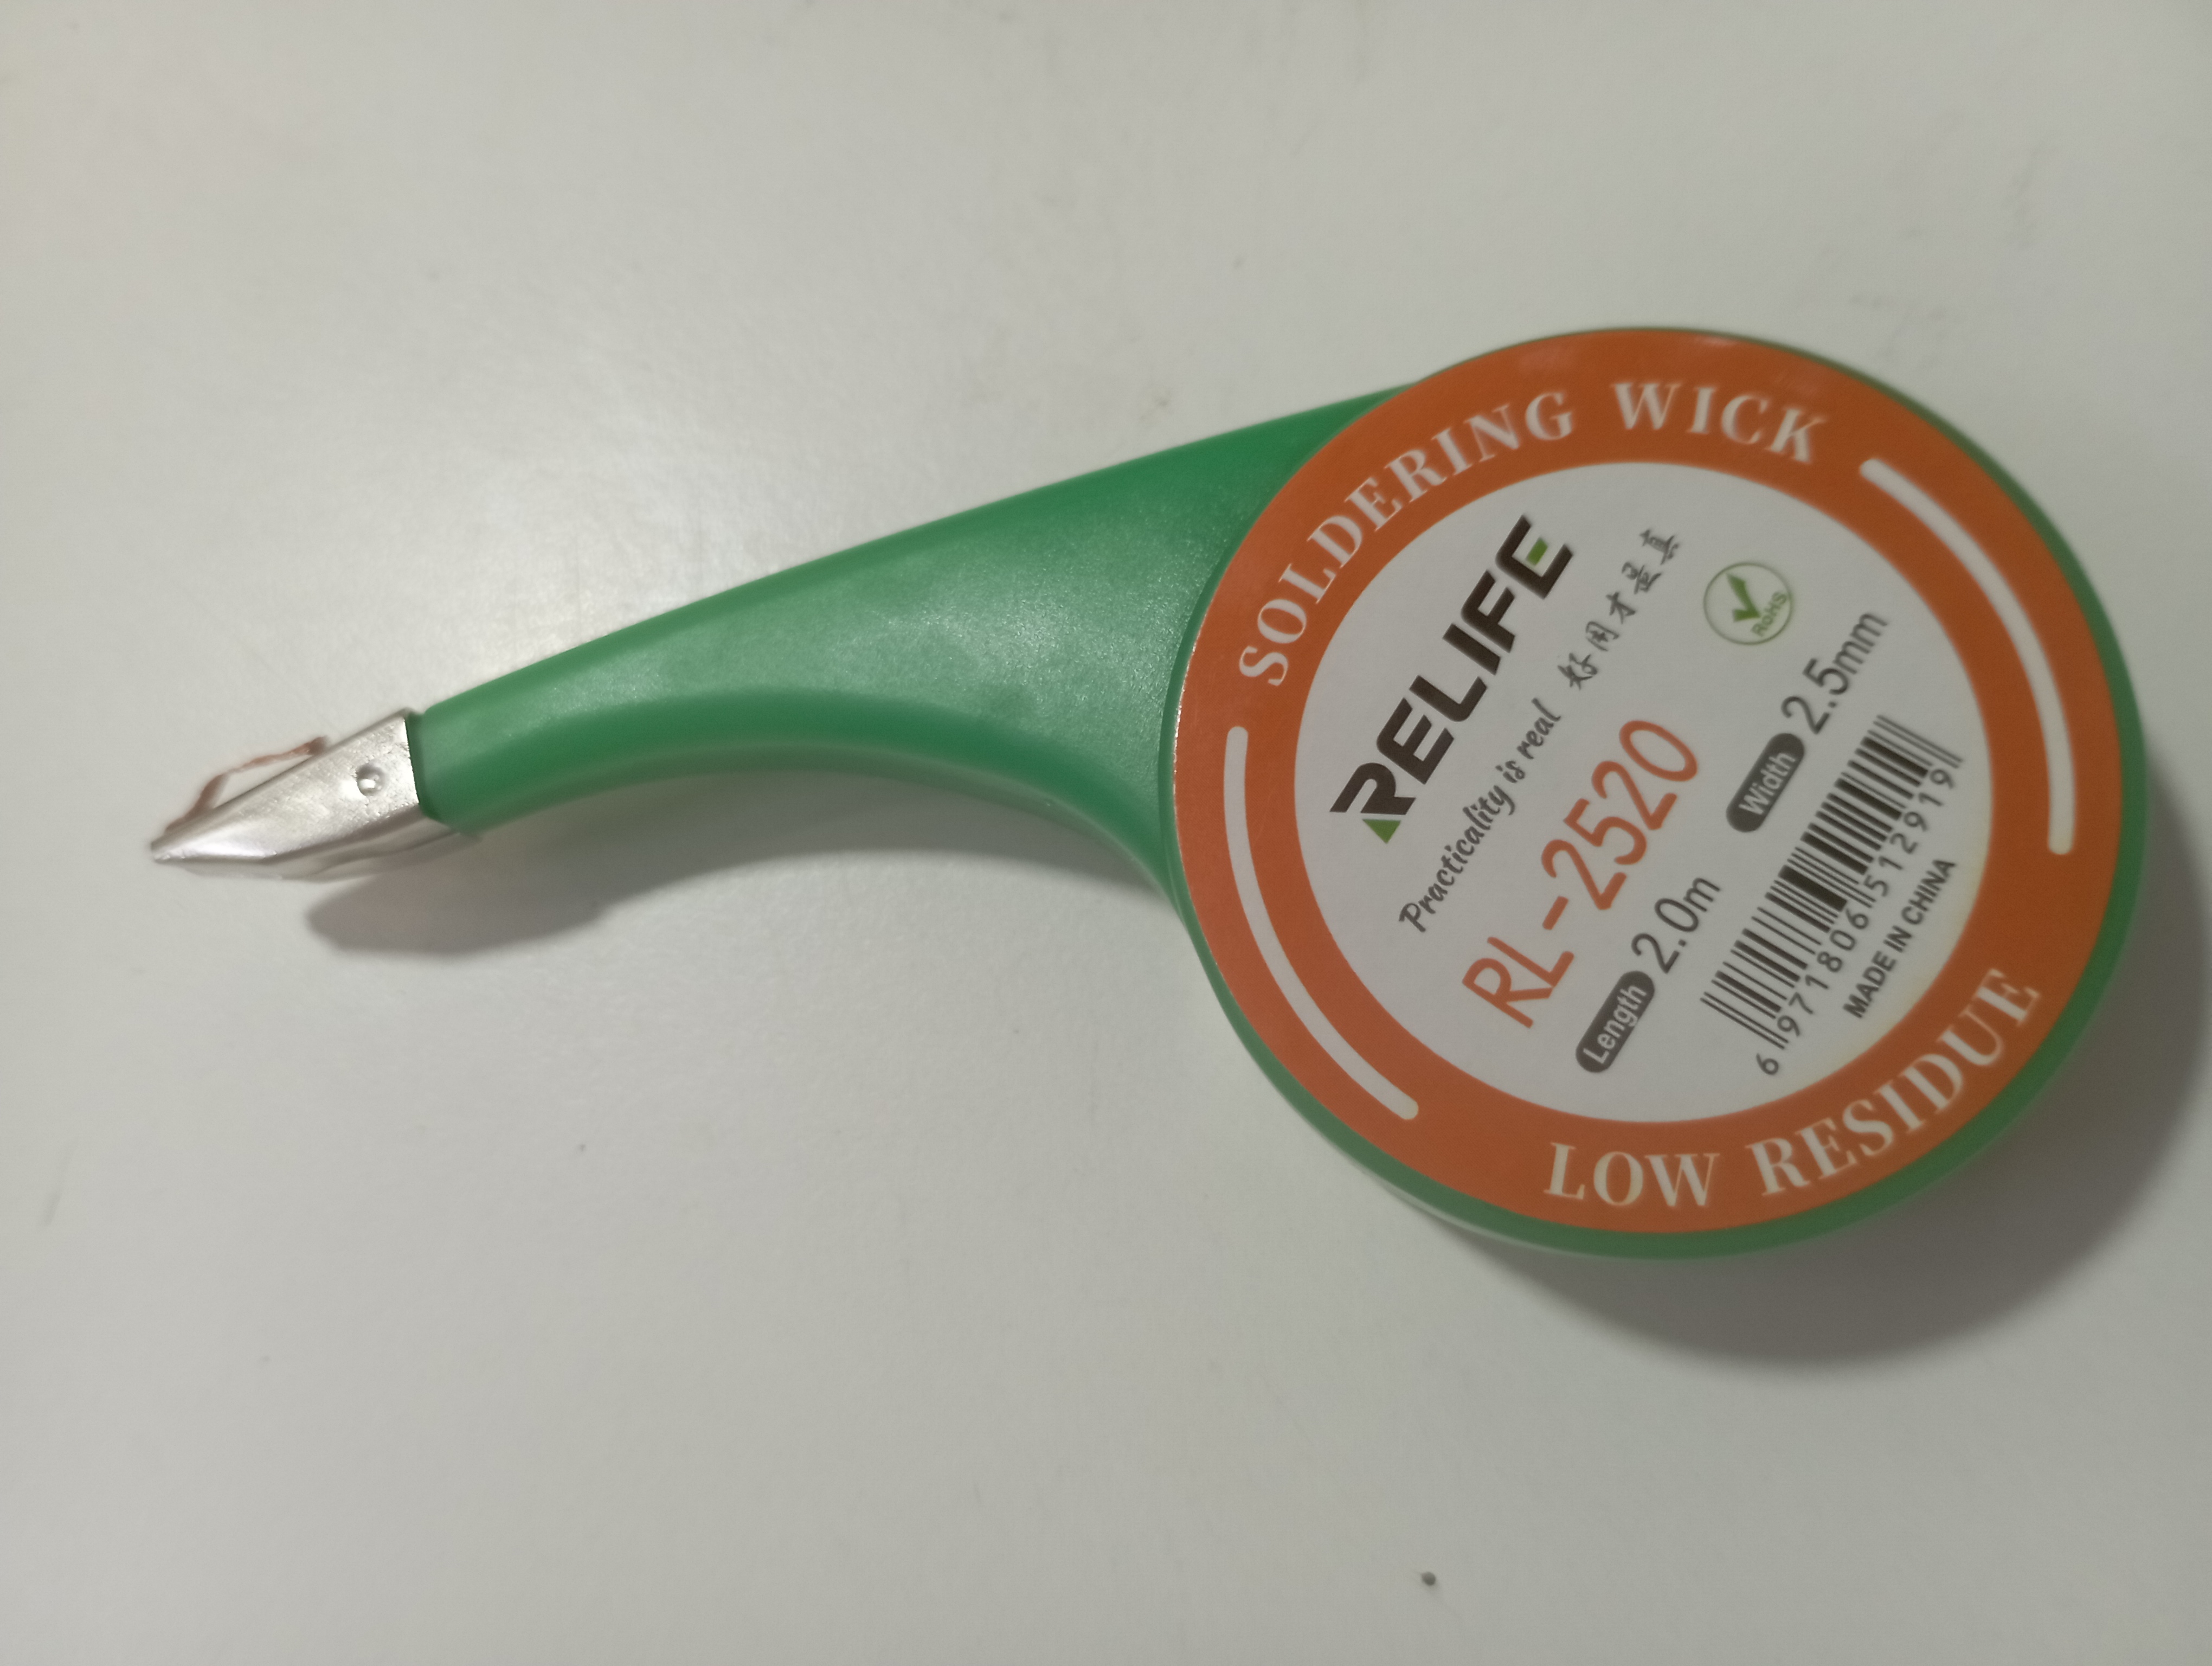 SOLDERING WICK
RELIFE
Practicality is real 好用才是真
RoHS
RL-2520
Length 2.0m Width 2.5mm
6 971806 512919
MADE IN CHINA
LOW RESIDUE